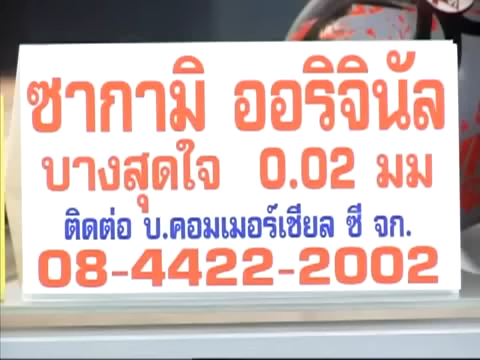 ซากามิ ออริจินัล
บางสุดใจ 0.02 มม
ติดต่อ บ.คอมเมอร์เชียล ซี จก.
08-4422-2002